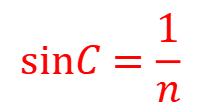 sinC = 1/n